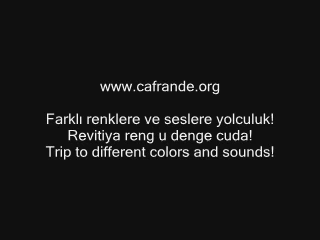 www.cafrande.org
Farklı renklere ve seslere yolculuk!
Revitiya reng u denge cuda!
Trip to different colors and sounds!